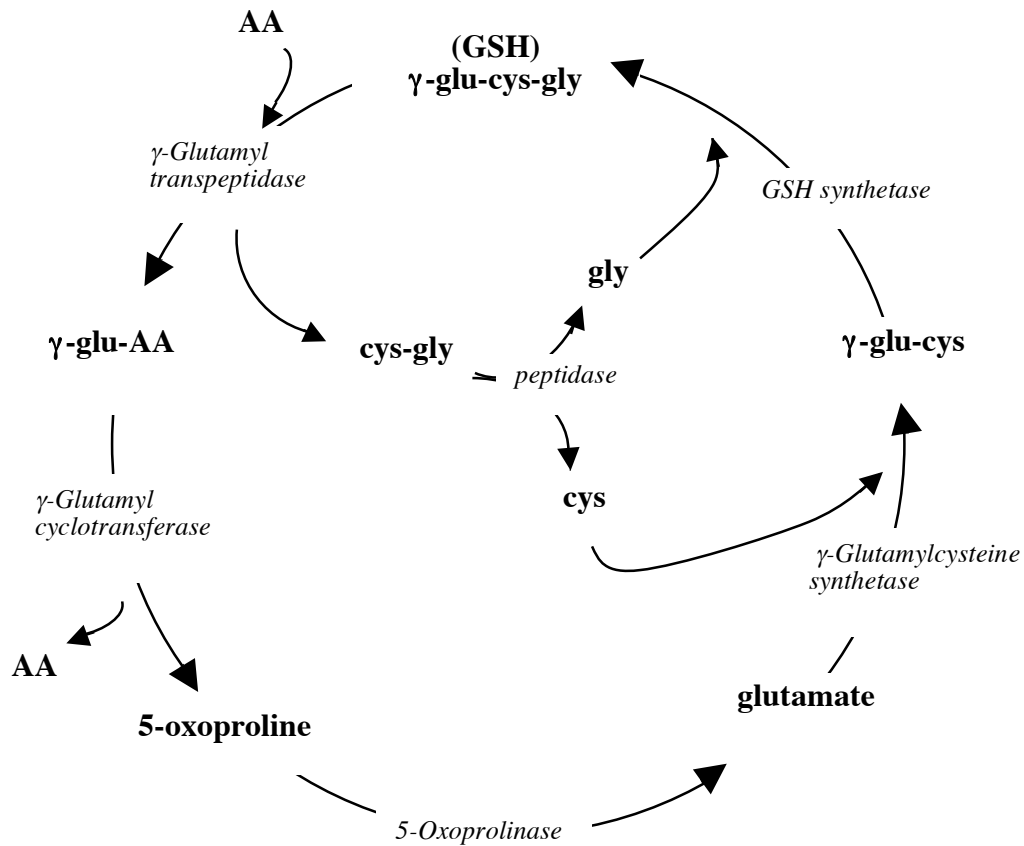 AA
(GSH)
γ-glu-cys-gly
γ-Glutamyl
transpeptidase
GSH synthetase
gly
γ-glu-AA
cys-gly
γ-glu-cys
peptidase
γ-Glutamyl
cyclotransferase
cys
γ-Glutamylcysteine
synthetase
AA
glutamate
5-oxoproline
5-Oxoprolinase